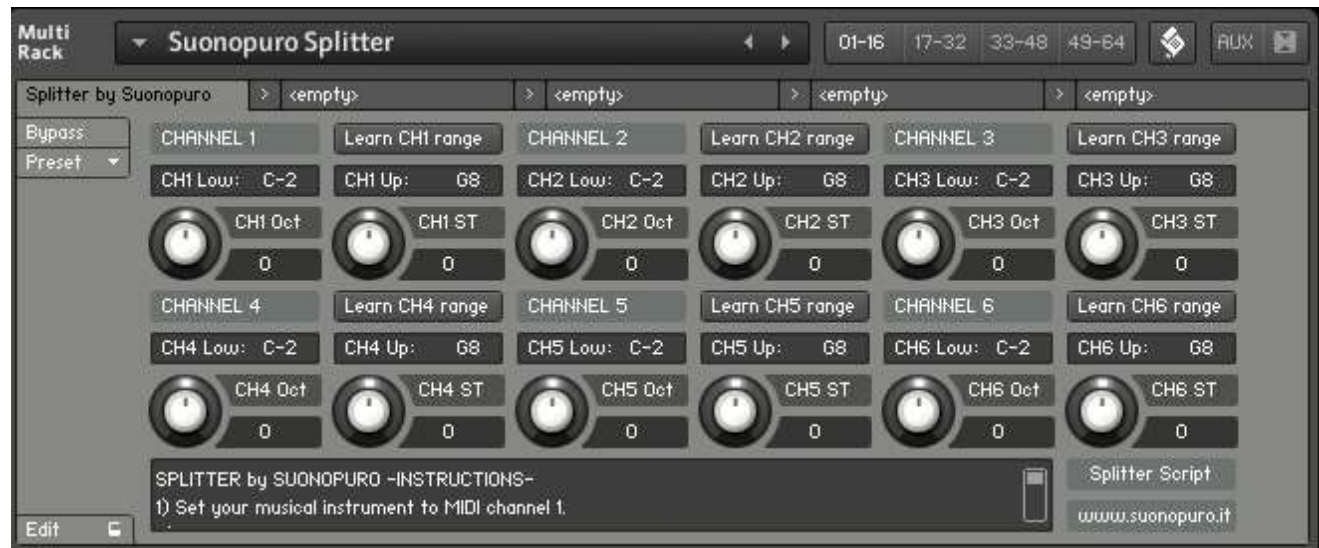 Multi Rack
Suonopuro Splitter
01-16 17-32 33-48 49-64 AUX
Splitter by Suonopuro > <empty> > <empty> > <empty> > <empty>
Bypass
Preset
CHANNEL 1 Learn CH1 range CHANNEL 2 Learn CH2 range CHANNEL 3 Learn CH3 range
CH1 Low: C-2 CH1 Up: G8 CH2 Low: C-2 CH2 Up: G8 CH3 Low: C-2 CH3 Up: G8
CH1 Oct CH1 ST CH2 Oct CH2 ST CH3 Oct CH3 ST
0 0 0 0 0 0
CHANNEL 4 Learn CH4 range CHANNEL 5 Learn CH5 range CHANNEL 6 Learn CH6 range
CH4 Low: C-2 CH4 Up: G8 CH5 Low: C-2 CH5 Up: G8 CH6 Low: C-2 CH6 Up: G8
CH4 Oct CH4 ST CH5 Oct CH5 ST CH6 Oct CH6 ST
0 0 0 0 0 0
SPLITTER by SUONOPURO -INSTRUCTIONS-
1) Set your musical instrument to MIDI channel 1.
Splitter Script
www.suonopuro.it
Edit